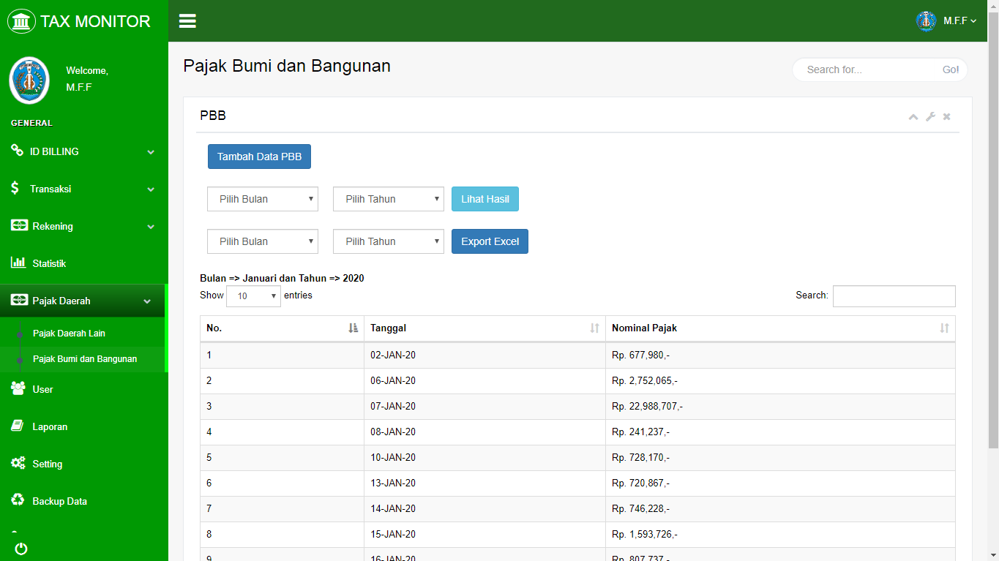 TAX MONITOR
M.F.F
Welcome,
M.F.F
GENERAL
ID BILLING
Transaksi
Rekening
Statistik
Pajak Daerah
Pajak Daerah Lain
Pajak Bumi dan Bangunan
User
Laporan
Setting
Backup Data
Pajak Bumi dan Bangunan
Search for... Go!
PBB
Tambah Data PBB
Pilih Bulan Pilih Tahun Lihat Hasil
Pilih Bulan Pilih Tahun Export Excel
Bulan => Januari dan Tahun => 2020
Show 10 entries Search:
No. Tanggal Nominal Pajak
1 02-JAN-20 Rp. 677,980,-
2 06-JAN-20 Rp. 2,752,065,-
3 07-JAN-20 Rp. 22,988,707,-
4 08-JAN-20 Rp. 241,237,-
5 10-JAN-20 Rp. 728,170,-
6 13-JAN-20 Rp. 720,867,-
7 14-JAN-20 Rp. 746,228,-
8 15-JAN-20 Rp. 1,593,726,-
9 16-JAN-20 Rp. 807,737,-